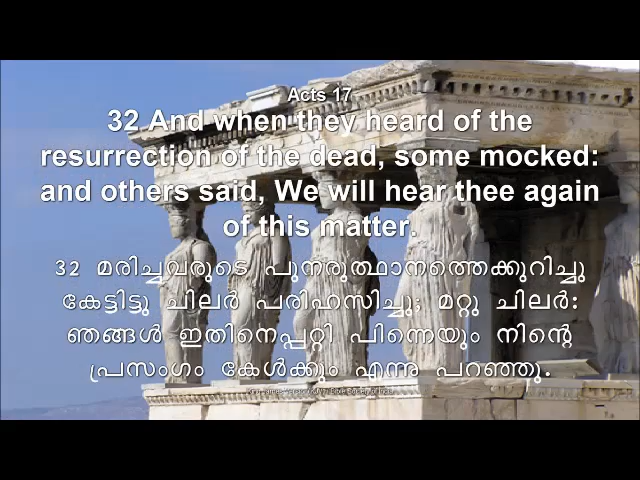 Acts 17
32 And when they heard of the
resurrection of the dead, some mocked:
and others said, We will hear thee again
of this matter.
32 മരിച്ചവരുടെ പുനരുത്ഥാനത്തെക്കുറിച്ചു
കേട്ടിട്ടു ചിലർ പരിഹസിച്ചു; മറ്റു ചിലർ:
ഞങ്ങൾ ഇതിനെപ്പറ്റി പിന്നെയും നിന്റെ
പ്രസംഗം കേൾക്കും എന്നു പറഞ്ഞു.